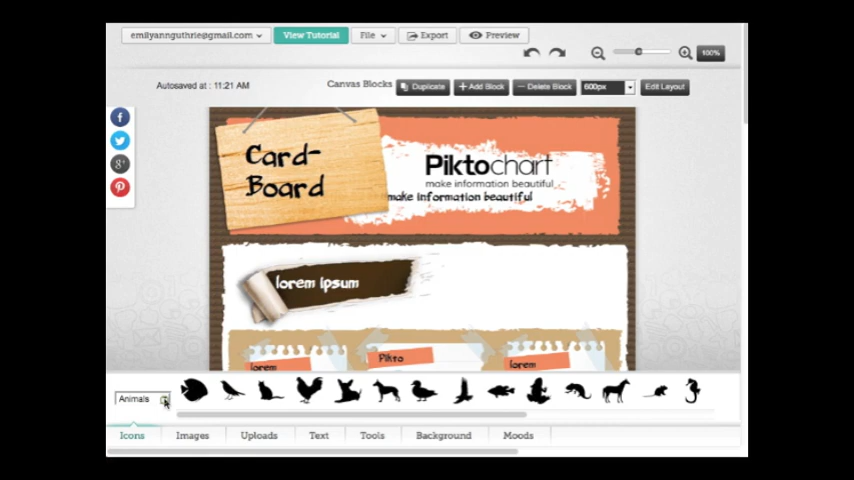 emilyannguthrie@gmail.com View Tutorial File Export Preview
100%
Autosaved at : 11:21 AM Canvas Blocks Duplicate + Add Block − Delete Block 600px Edit Layout
Card-
Board
Piktochart
make information beautiful
make information beautiful
lorem ipsum
lorem Pikto lorem
Animals
Icons Images Uploads Text Tools Background Moods